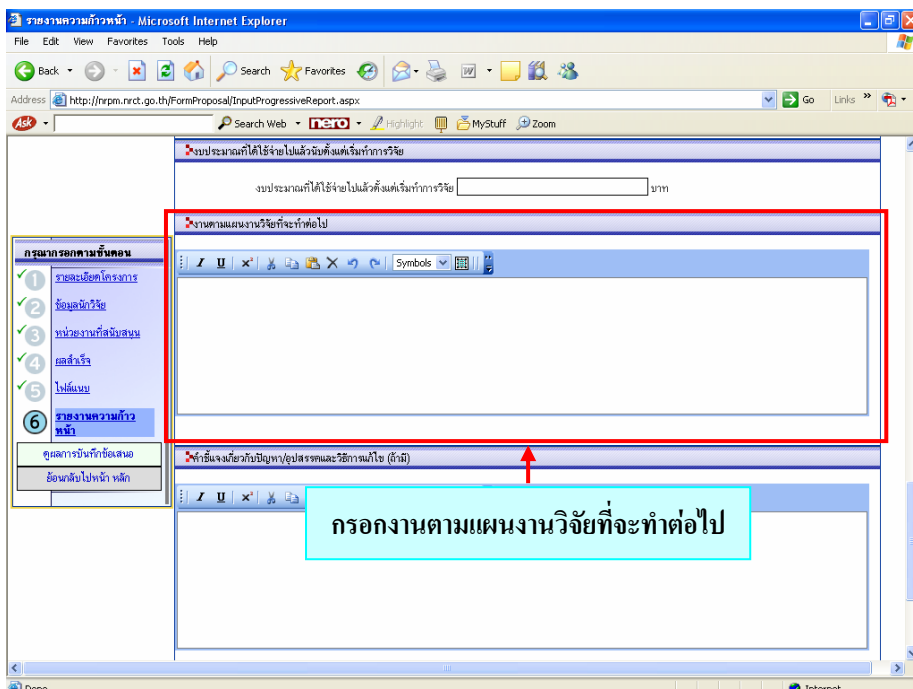 รายงานความก้าวหน้า - Microsoft Internet Explorer
File Edit View Favorites Tools Help
Back Search Favorites
Address http://nrpm.nrct.go.th/FormProposal/InputProgressiveReport.aspx Go Links »
Ask Search Web nero Highlight MyStuff Zoom
งบประมาณที่ได้ใช้จ่ายไปแล้วนับตั้งแต่เริ่มทำการวิจัย
งบประมาณที่ได้ใช้จ่ายไปแล้วตั้งแต่เริ่มทำการวิจัย บาท
งานตามแผนงานวิจัยที่จะทำต่อไป
I U x² Symbols
กรุณากรอกตามขั้นตอน
1 รายละเอียดโครงการ
2 ข้อมูลนักวิจัย
3 หน่วยงานที่สนับสนุน
4 ผลสำเร็จ
5 ไฟล์แนบ
6 รายงานความก้าว
หน้า
ดูผลการบันทึกข้อเสนอ
ย้อนกลับไปหน้า หลัก
คำชี้แจงเกี่ยวกับปัญหา/อุปสรรคและวิธีการแก้ไข (ถ้ามี)
I U x²
กรอกงานตามแผนงานวิจัยที่จะทำต่อไป
Done Internet